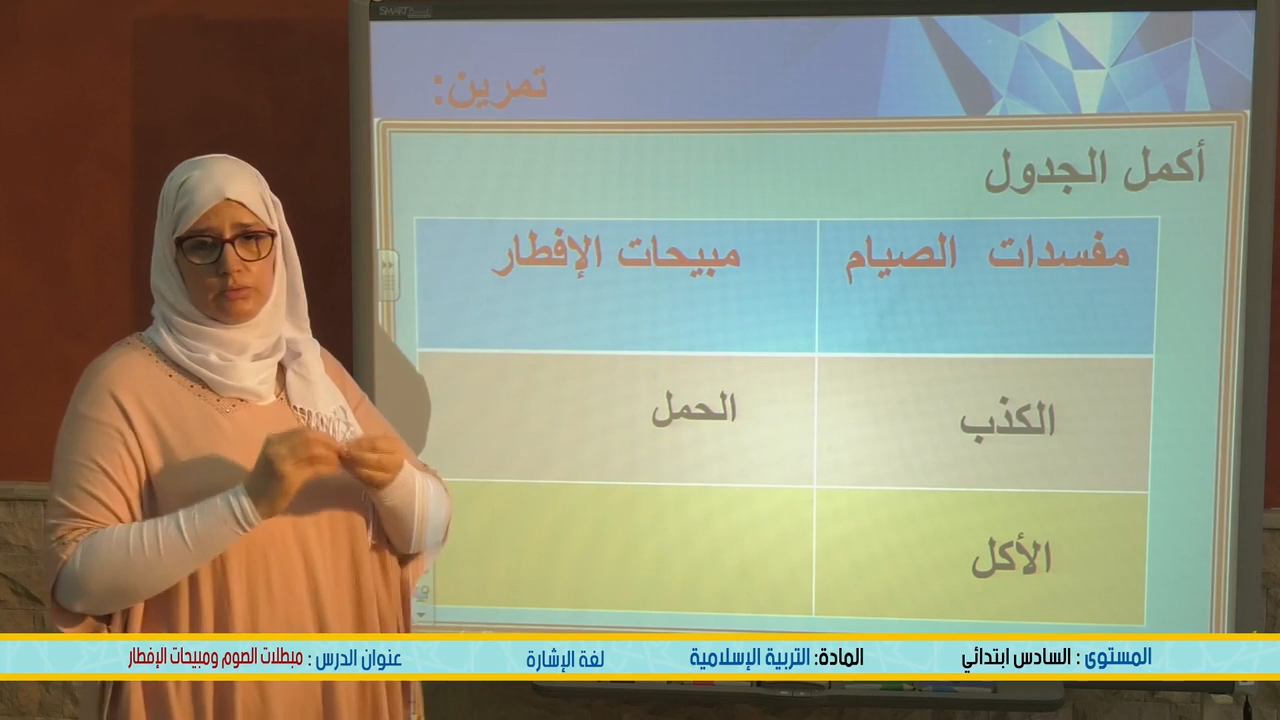 SMART
تمرين:
أكمل الجدول
مفسدات الصيام
مبيحات الإفطار
الكذب
الحمل
الأكل
المستوى : السادس ابتدائي
المادة: التربية الإسلامية
لغة الإشارة
عنوان الدرس : مبطلات الصوم ومبيحات الإفطار